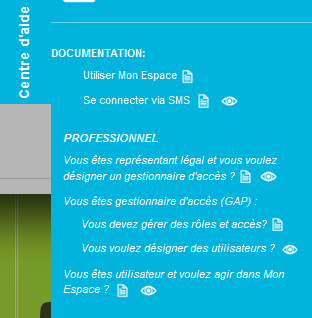 Centre d'aide
DOCUMENTATION:
Utiliser Mon Espace
Se connecter via SMS
PROFESSIONNEL
Vous êtes représentant légal et vous voulez
désigner un gestionnaire d'accès ?
Vous êtes gestionnaire d'accès (GAP) :
Vous devez gérer des rôles et accès?
Vous voulez désigner des utilisateurs ?
Vous êtes utilisateur et voulez agir dans Mon
Espace ?